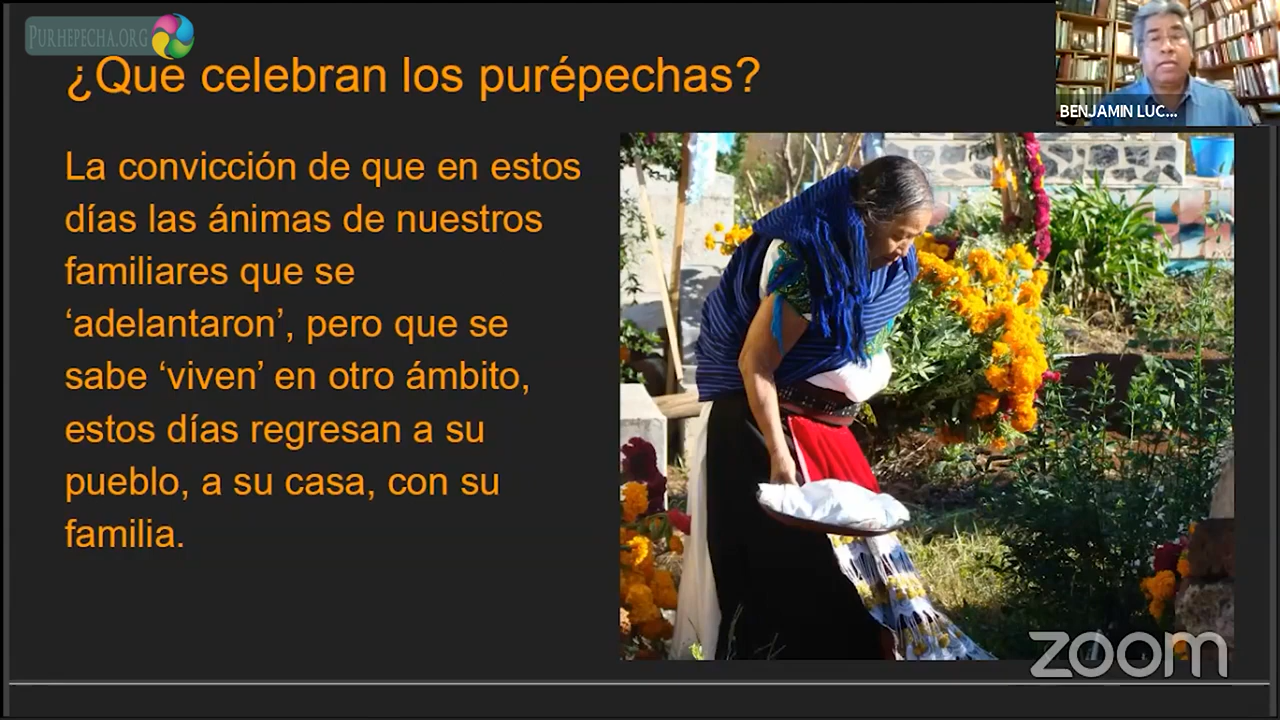 PURHEPECHA.ORG
¿Que celebran los purépechas?
BENJAMIN LUC...
La convicción de que en estos
días las ánimas de nuestros
familiares que se
‘adelantaron’, pero que se
sabe ‘viven’ en otro ámbito,
estos días regresan a su
pueblo, a su casa, con su
familia.
zoom